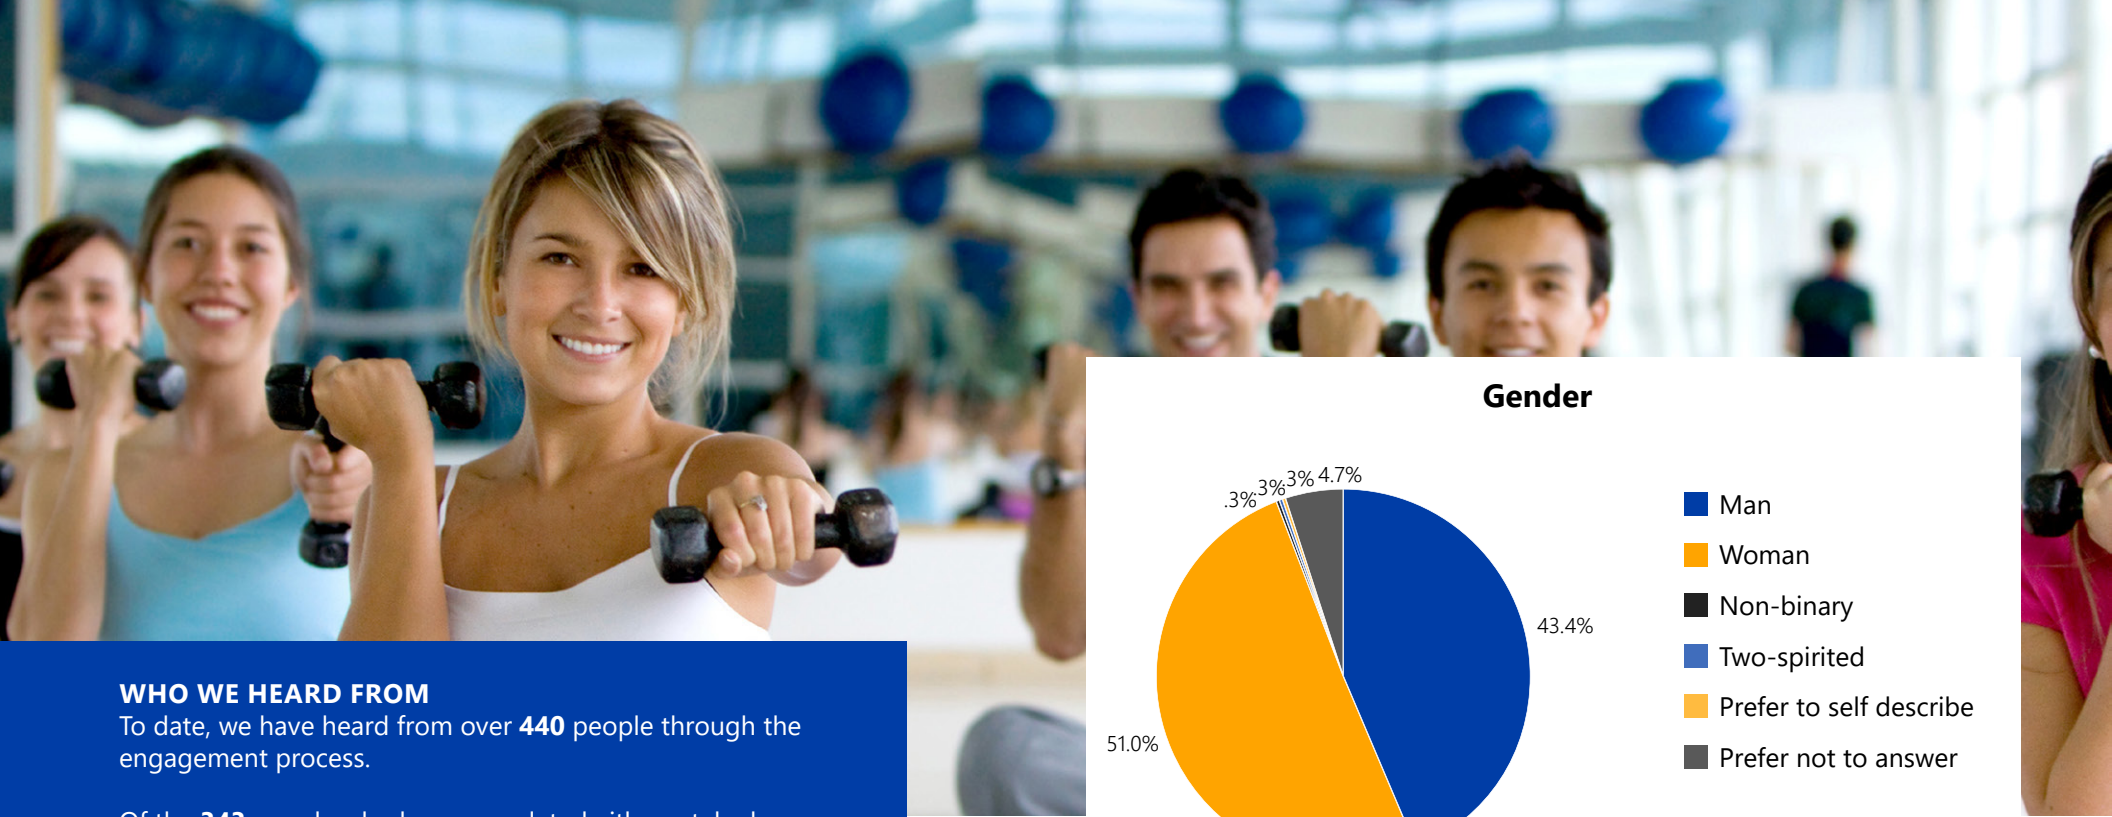 Gender
.3%
.3%
.3%
4.7%
43.4%
51.0%
Man
Woman
Non-binary
Two-spirited
Prefer to self describe
Prefer not to answer
WHO WE HEARD FROM
To date, we have heard from over 440 people through the
engagement process.